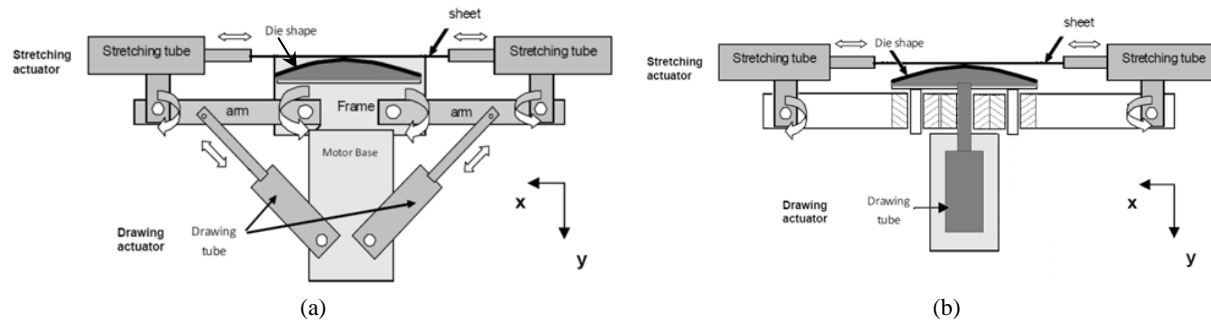 sheet
Die shape
Stretching tube
Stretching tube
Stretching
actuator
arm
Frame
arm
Motor Base
x
y
Drawing
actuator
Drawing
tube
(a)
sheet
Die shape
Stretching tube
Stretching tube
Stretching
actuator
x
y
Drawing
actuator
Drawing
tube
(b)